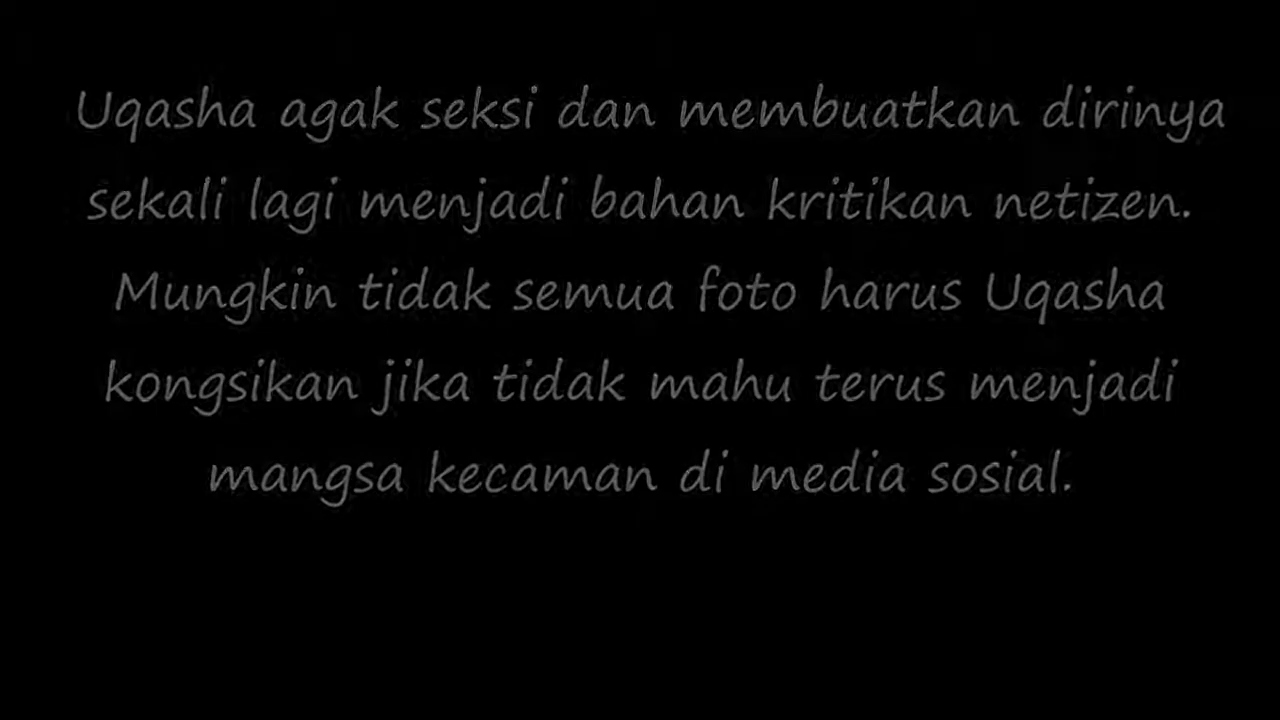 Uqasha agak seksi dan membuatkan dirinya
sekali lagi menjadi bahan kritikan netizen.
Mungkin tidak semua foto harus Uqasha
kongsikan jika tidak mahu terus menjadi
mangsa kecaman di media sosial.